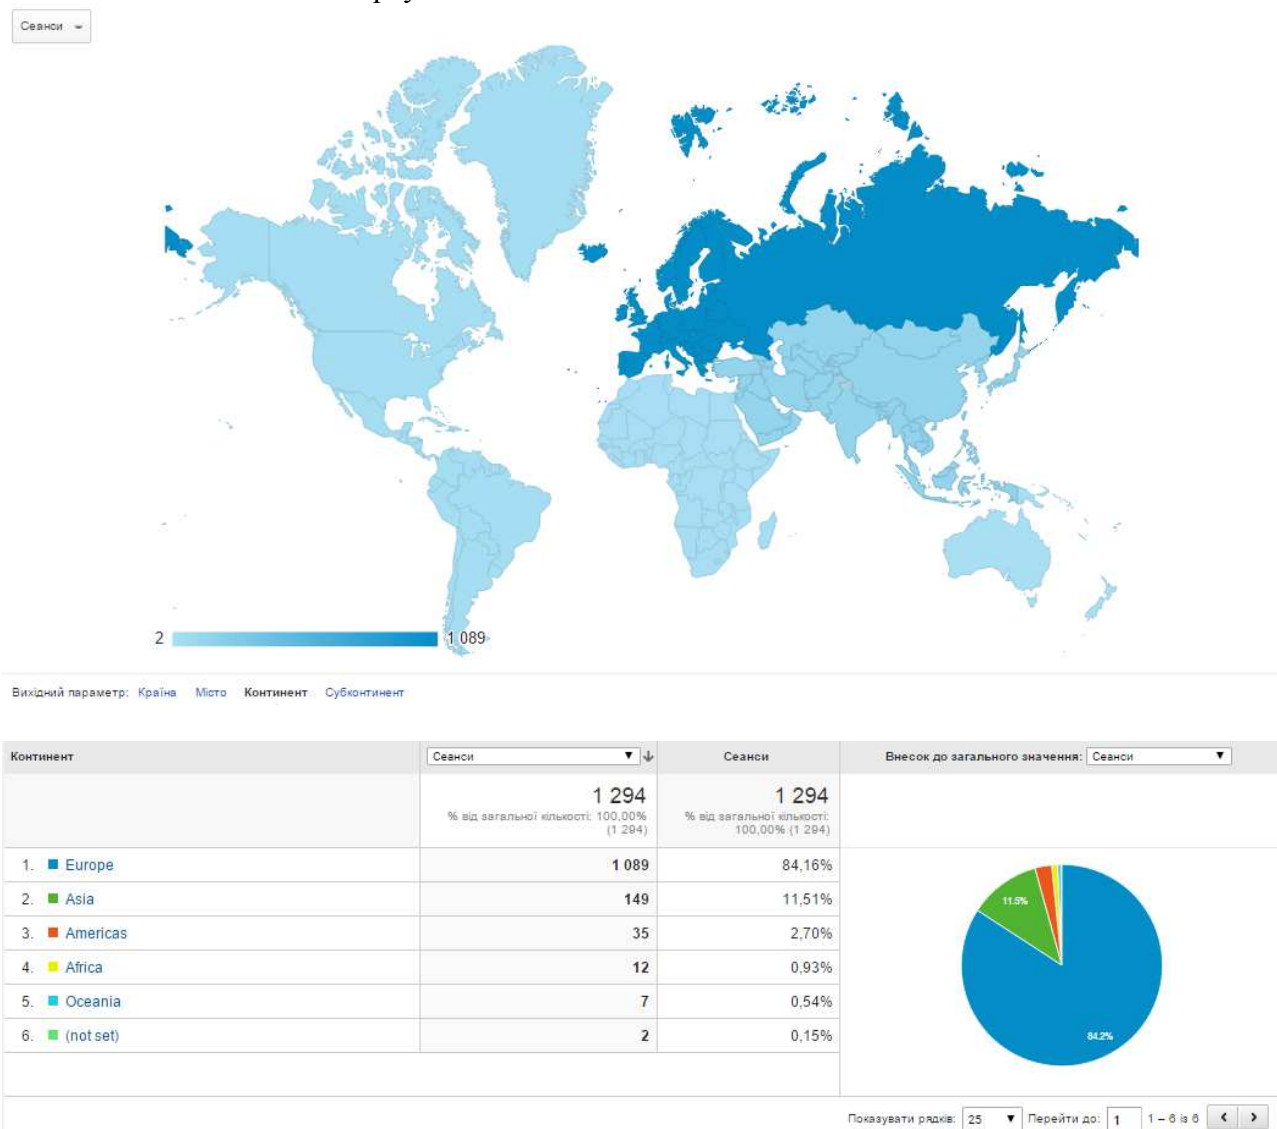 Сеанси
2 1 089
Вихідний параметр: Країна Місто Континент Субконтинент
Континент Сеанси Сеанси Внесок до загального значення: Сеанси
1 294 1 294
% від загальної кількості: 100,00% (1 294) % від загальної кількості: 100,00% (1 294)
1. Europe 1 089 84,16%
2. Asia 149 11,51%
3. Americas 35 2,70%
4. Africa 12 0,93%
5. Oceania 7 0,54%
6. (not set) 2 0,15%
11.5%
84.2%
Показувати рядків: 25 Перейти до: 1 1 – 6 із 6